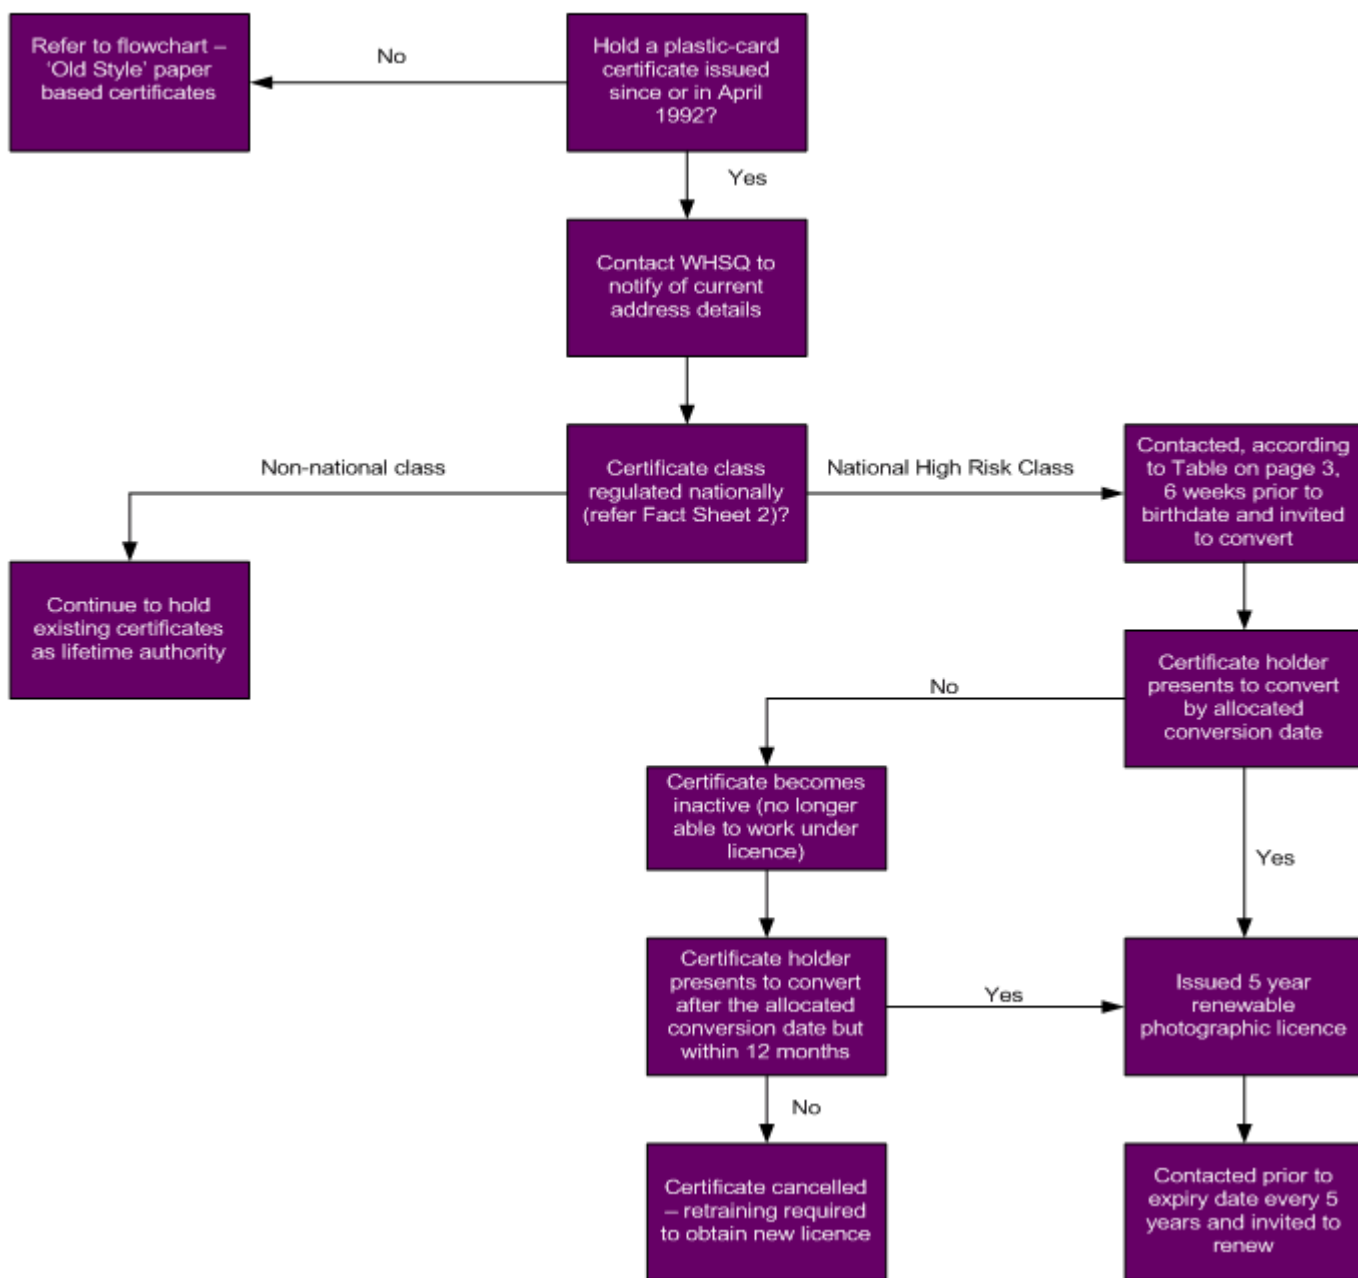 Refer to flowchart –
‘Old Style’ paper
based certificates
No
Hold a plastic-card
certificate issued
since or in April
1992?
Yes
Contact WHSQ to
notify of current
address details
Non-national class
Certificate class
regulated nationally
(refer Fact Sheet 2)?
National High Risk Class
Contacted, according
to Table on page 3,
6 weeks prior to
birthdate and invited
to convert
Continue to hold
existing certificates
as lifetime authority
Certificate holder
presents to convert
by allocated
conversion date
No
Certificate becomes
inactive (no longer
able to work under
licence)
Yes
Certificate holder
presents to convert
after the allocated
conversion date but
within 12 months
Yes
Issued 5 year
renewable
photographic licence
No
Certificate cancelled
– retraining required
to obtain new licence
Contacted prior to
expiry date every 5
years and invited to
renew